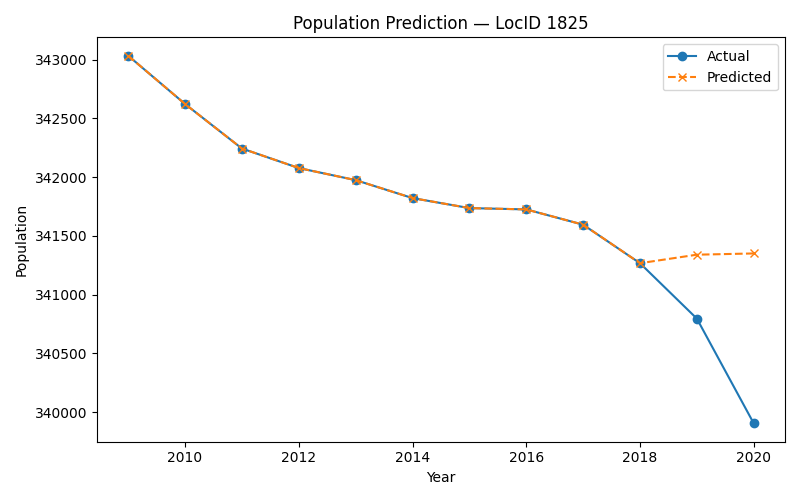 Population Prediction — LocID 1825
Actual
Predicted
343000
342500
342000
341500
341000
340500
340000
Population
2010 2012 2014 2016 2018 2020
Year